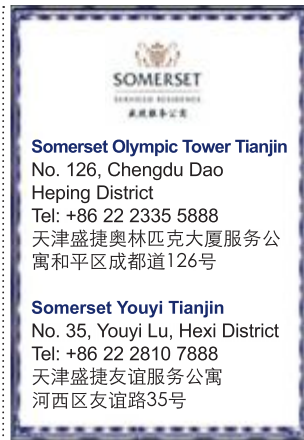 SOMERSET
SERVICED RESIDENCE
盛捷服务公寓
Somerset Olympic Tower Tianjin
No. 126, Chengdu Dao
Heping District
Tel: +86 22 2335 5888
天津盛捷奥林匹克大厦服务公
寓和平区成都道126号
Somerset Youyi Tianjin
No. 35, Youyi Lu, Hexi District
Tel: +86 22 2810 7888
天津盛捷友谊服务公寓
河西区友谊路35号